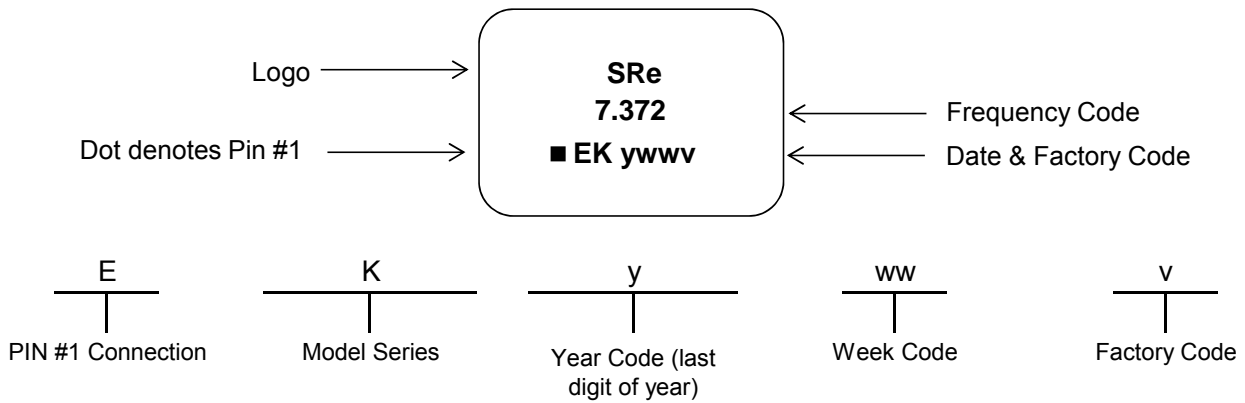 Logo
SRe
7.372
Frequency Code
Dot denotes Pin #1
■ EK ywwv
Date & Factory Code
E
K
y
ww
v
PIN #1 Connection
Model Series
Year Code (last
digit of year)
Week Code
Factory Code